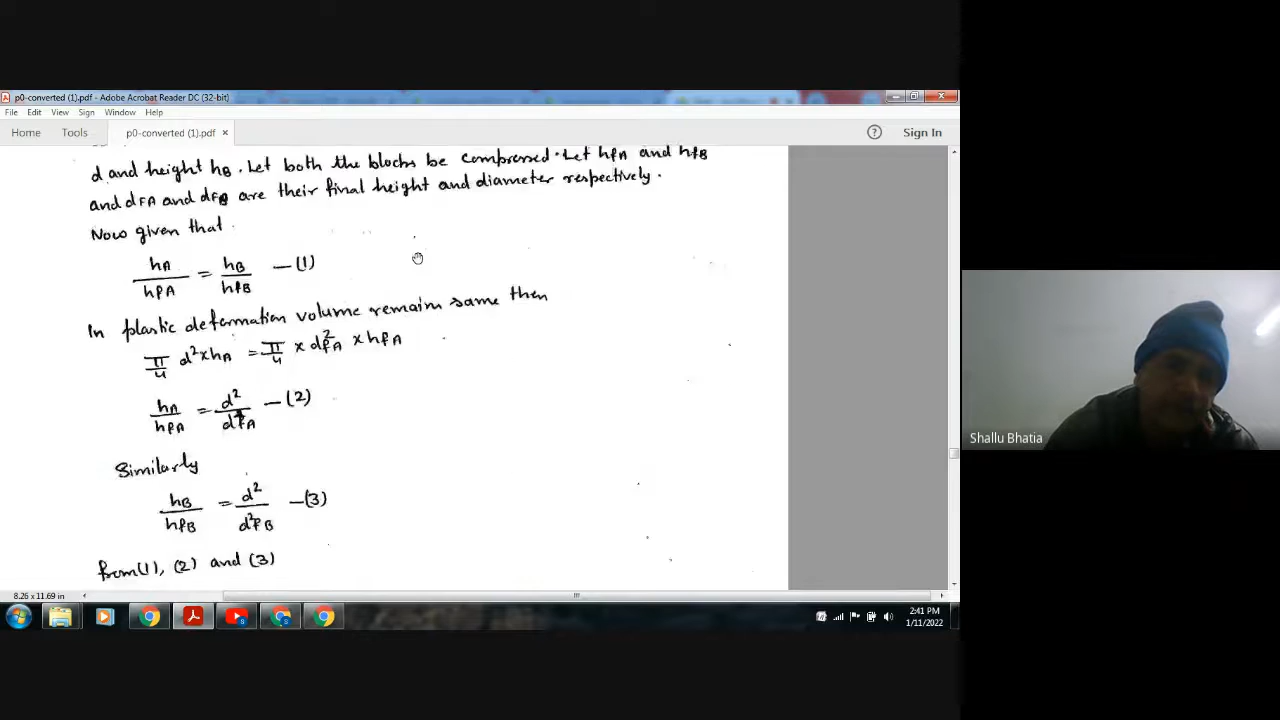 p0-converted (1).pdf - Adobe Acrobat Reader DC (32-bit)
File Edit View Sign Window Help
Home Tools p0-converted (1).pdf × Sign In
d and height hB. Let both the blocks be compressed. Let hfA and hfB
and dFA and dFB are their final height and diameter respectively.
Now given that
hA/hfA = hB/hfB — (1)
In plastic deformation volume remain same then
π/4 d² x hA = π/4 x d²fA x hfA
hA/hfA = d²/d²fA — (2)
Similarly
hB/hfB = d²/d²fB — (3)
from (1), (2) and (3)
8.26 x 11.69 in
2:41 PM
1/11/2022
Shallu Bhatia